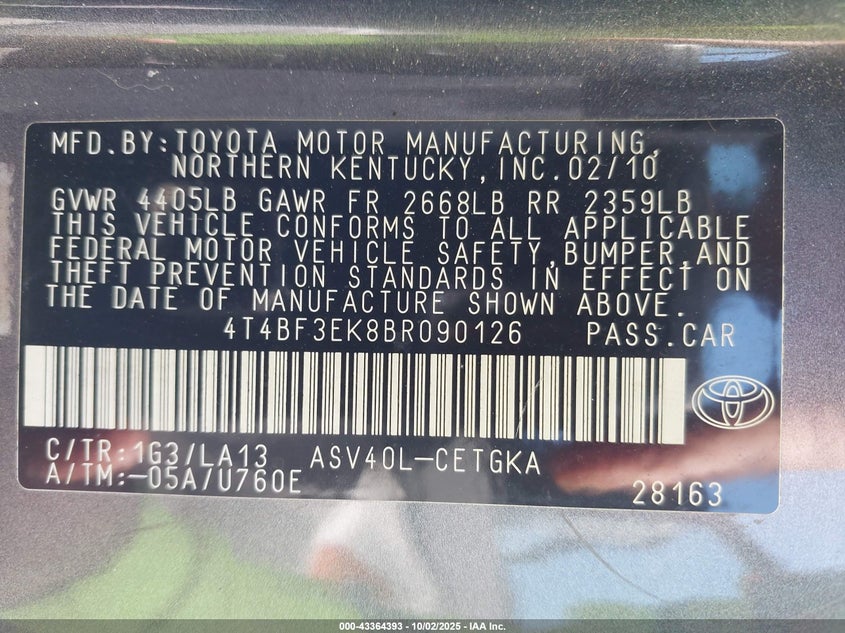 MFD.BY:TOYOTA MOTOR MANUFACTURING,
NORTHERN KENTUCKY,INC.02/10
GVWR 4405LB GAWR FR 2668LB RR 2359LB
THIS VEHICLE CONFORMS TO ALL APPLICABLE
FEDERAL MOTOR VEHICLE SAFETY,BUMPER,AND
THEFT PREVENTION STANDARDS IN EFFECT ON
THE DATE OF MANUFACTURE SHOWN ABOVE.
4T4BF3EK8BR090126 PASS.CAR
C/TR:1G3/LA13 ASV40L-CETGKA
A/TM:-05A/U760E 28163
000-43364393 - 10/02/2025 - IAA Inc.